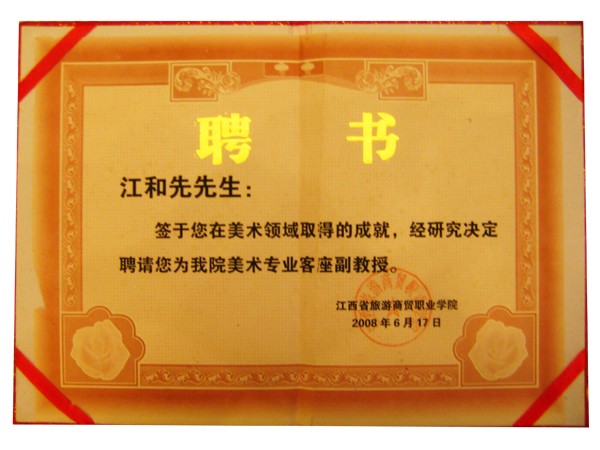 聘 书
江和先先生：
签于您在美术领域取得的成就，经研究决定
聘请您为我院美术专业客座副教授。
江西省旅游商贸职业学院
2008年6月17日